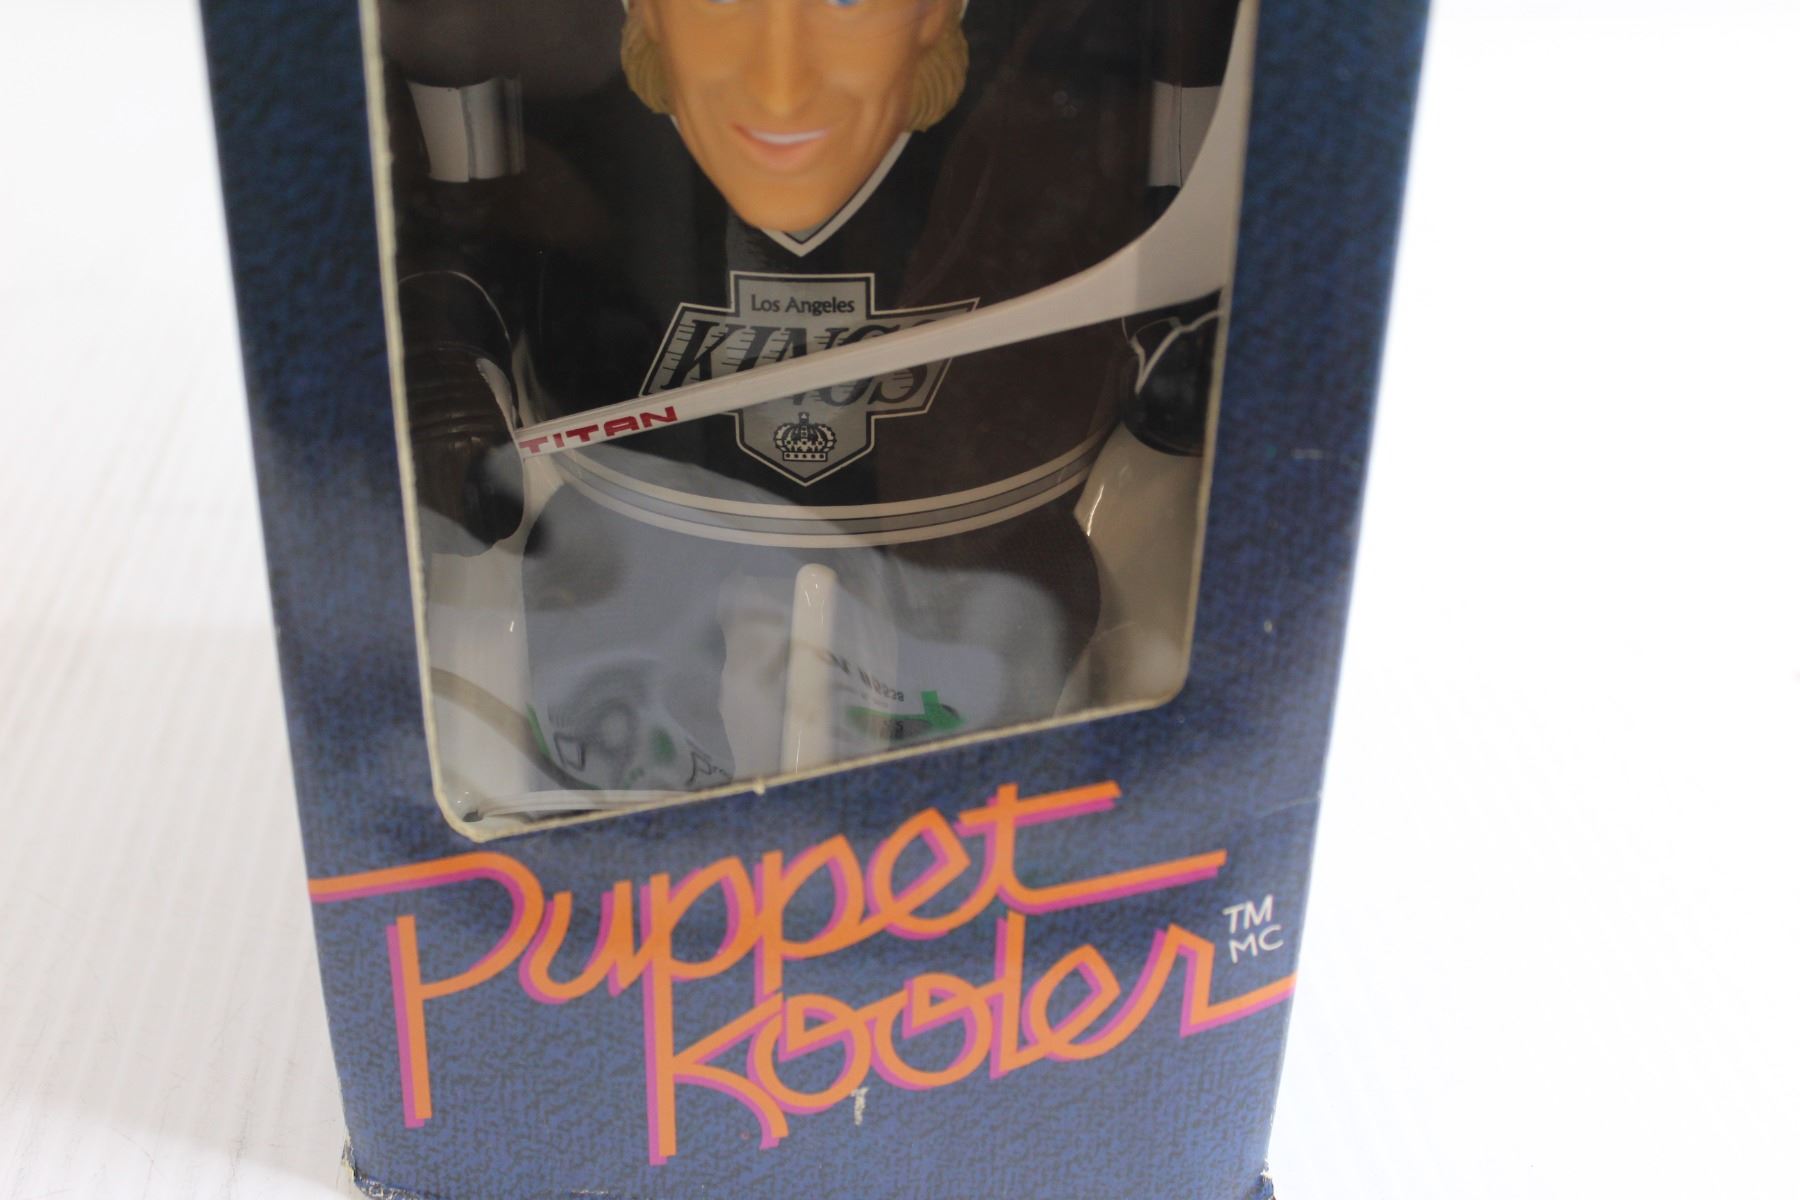 Los Angeles
KINGS
TITAN
Puppet
Kooler
TM
MC